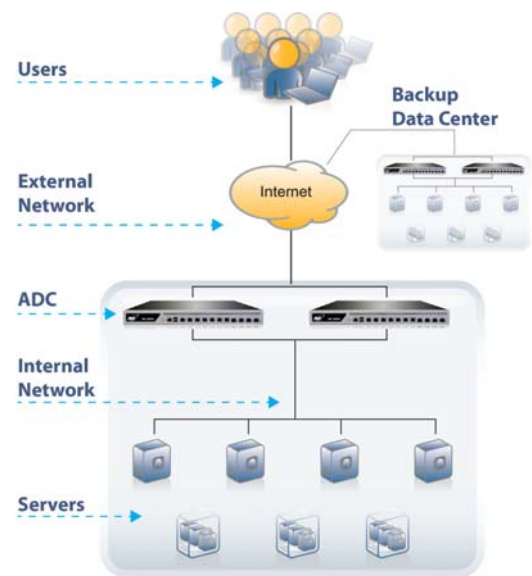 Users
Backup
Data Center
External
Network
Internet
ADC
Internal
Network
Servers